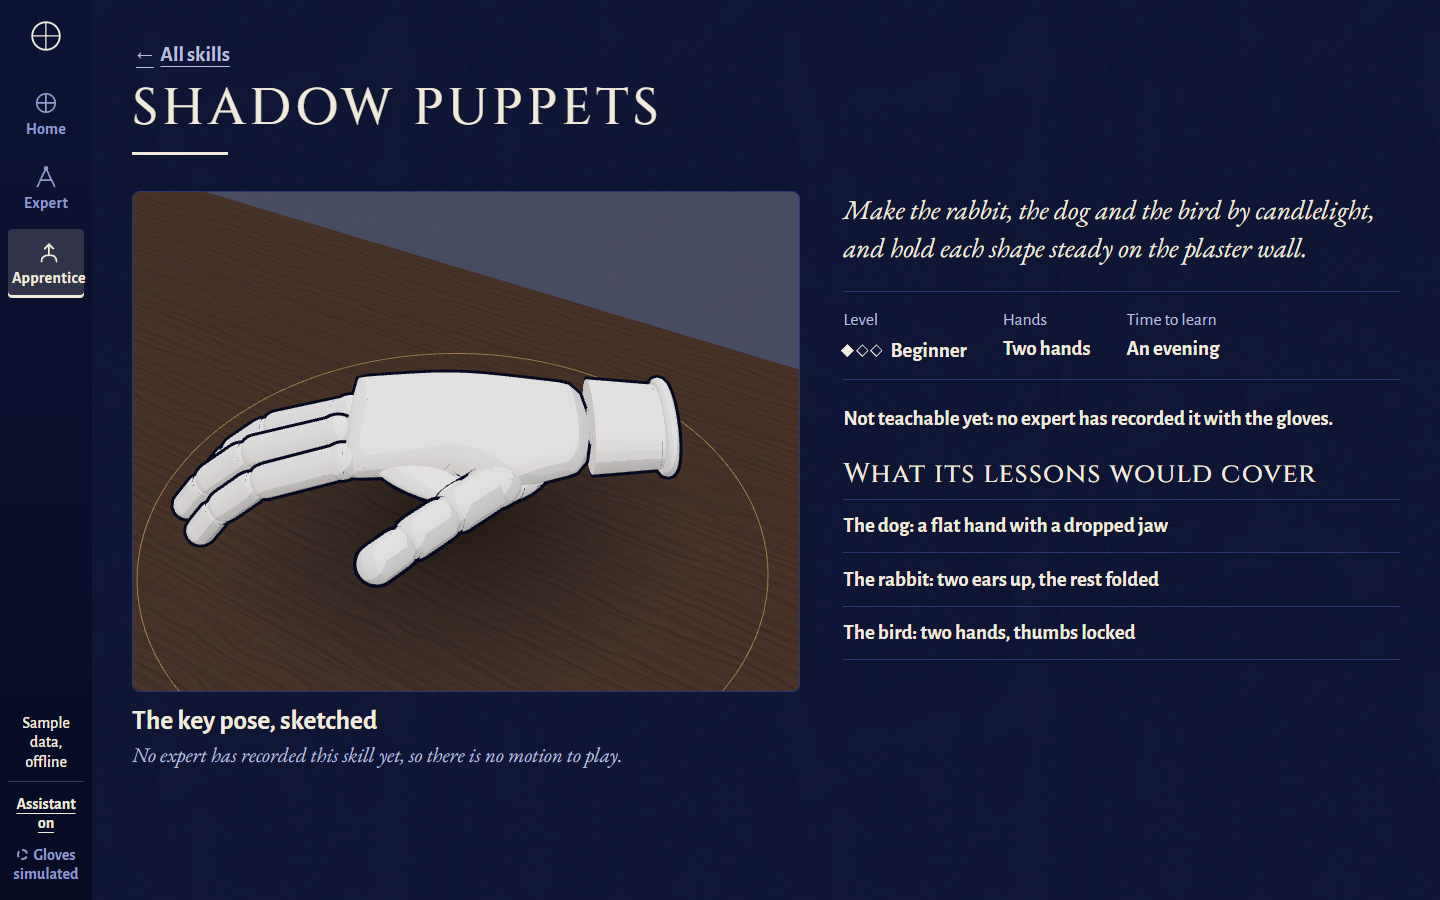 ← All skills
SHADOW PUPPETS
Home
Expert
Apprentice
Sample
data,
offline
Assistant
on
Gloves
simulated
The key pose, sketched
No expert has recorded this skill yet, so there is no motion to play.
Make the rabbit, the dog and the bird by candlelight,
and hold each shape steady on the plaster wall.
Level
Hands
Time to learn
◆◇◇ Beginner
Two hands
An evening
Not teachable yet: no expert has recorded it with the gloves.
What its lessons would cover
The dog: a flat hand with a dropped jaw
The rabbit: two ears up, the rest folded
The bird: two hands, thumbs locked